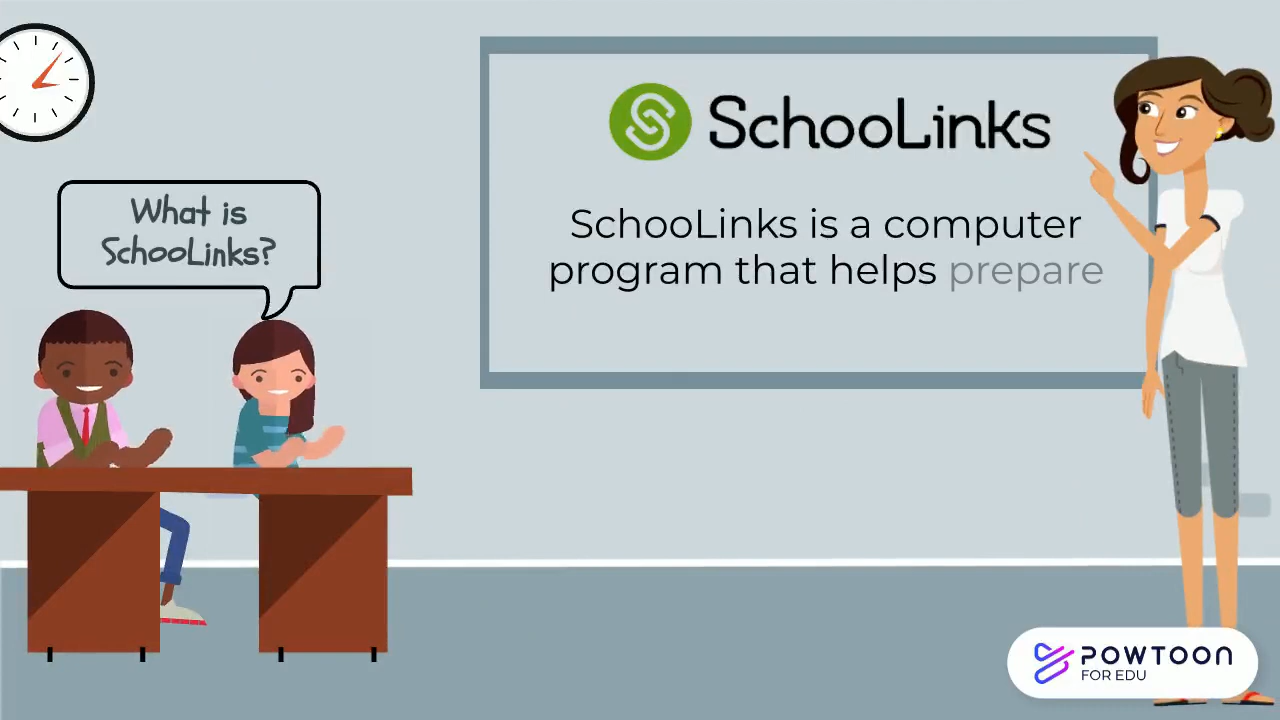 SchooLinks
What is
SchooLinks?
SchooLinks is a computer
program that helps prepare
POWTOON
FOR EDU